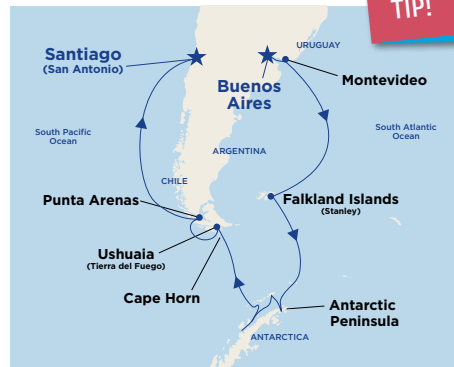 TIP!
URUGUAY
Santiago
(San Antonio)
Montevideo
Buenos
Aires
South Pacific
Ocean
South Atlantic
Ocean
ARGENTINA
CHILE
Punta Arenas
Falkland Islands
(Stanley)
Ushuaia
(Tierra del Fuego)
Cape Horn
Antarctic
Peninsula
ANTARCTICA